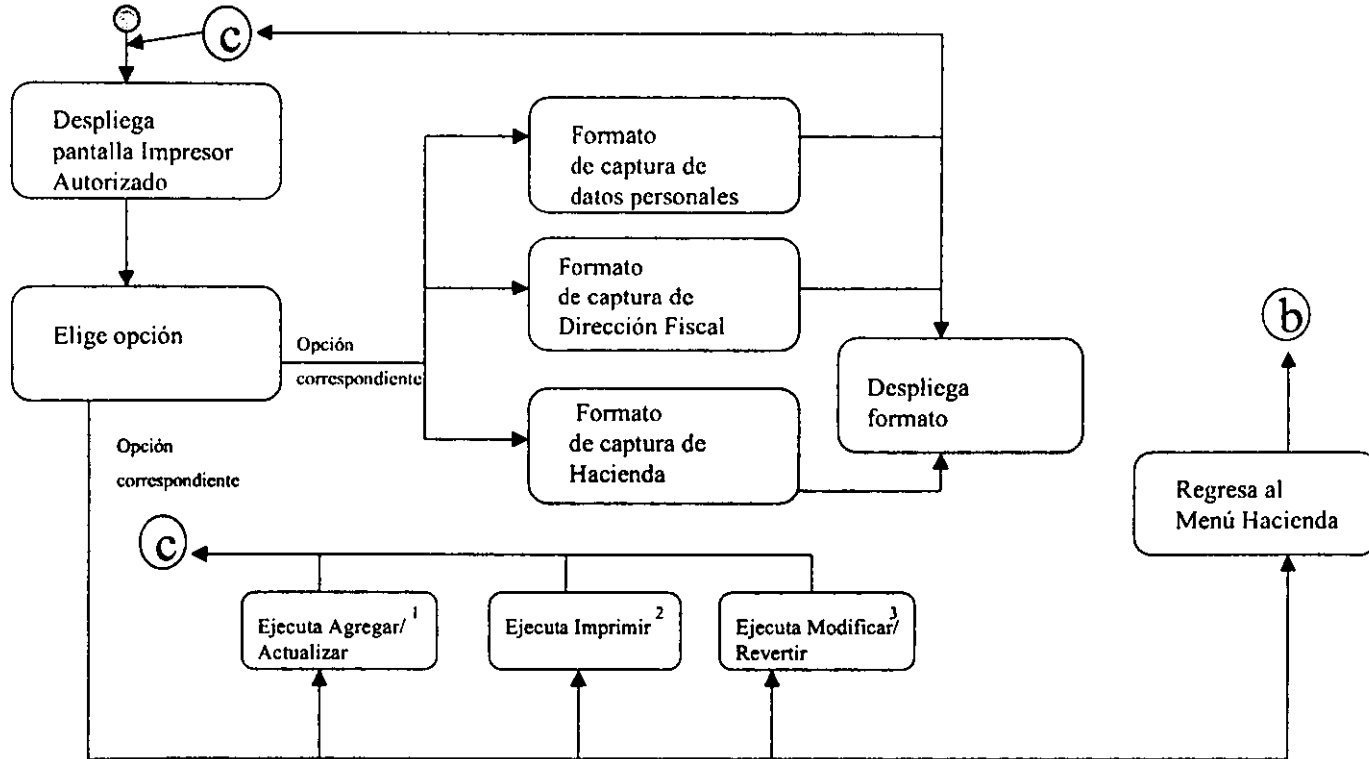 c
Despliega
pantalla Impresor
Autorizado
Formato
de captura de
datos personales
Formato
de captura de
Dirección Fiscal
Elige opción
Opción
correspondiente
b
Despliega
formato
Formato
de captura de
Hacienda
Opción
correspondiente
Regresa al
Menú Hacienda
c
Ejecuta Agregar/ 1
Actualizar
Ejecuta Imprimir 2
Ejecuta Modificar/ 3
Revertir